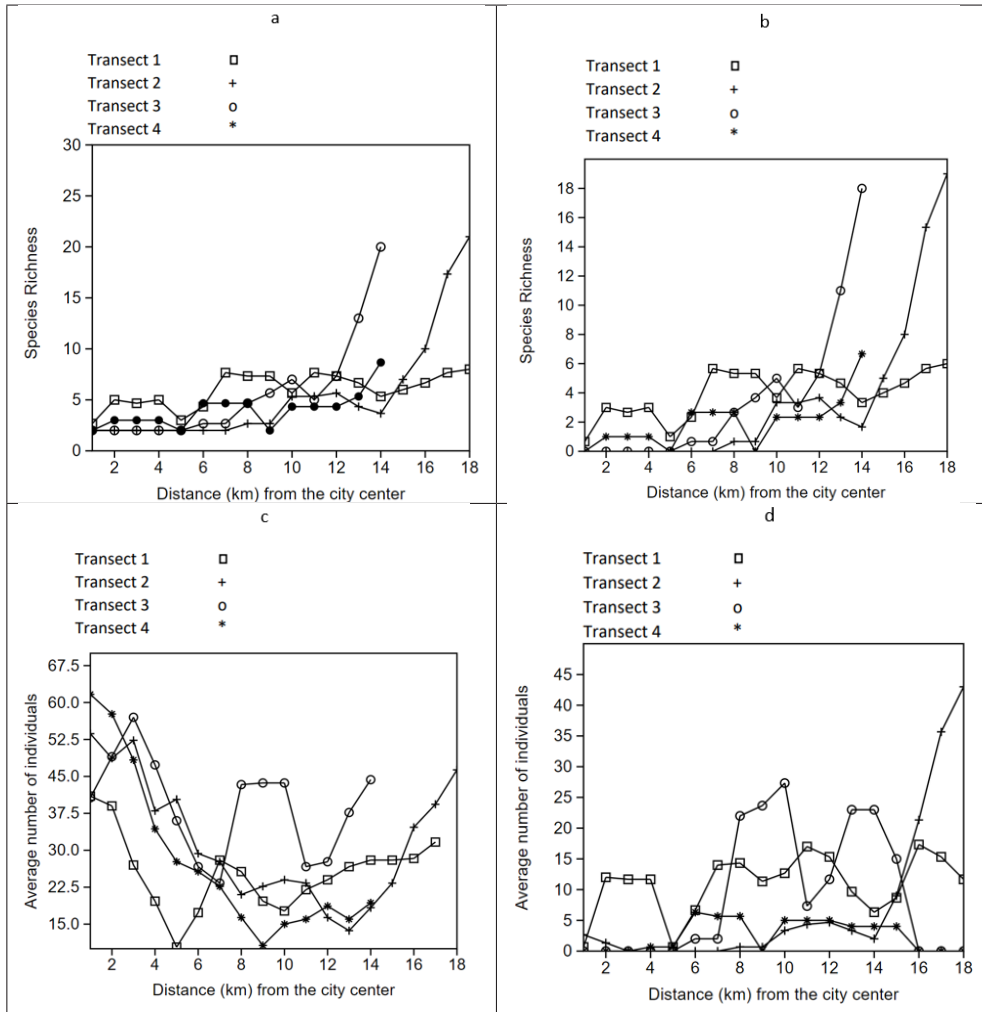 a
Transect 1
Transect 2
Transect 3
Transect 4
30
25
20
15
10
5
0
2 4 6 8 10 12 14 16 18
Species Richness
Distance (km) from the city center
b
Transect 1
Transect 2
Transect 3
Transect 4
18
16
14
12
10
8
6
4
2
0
2 4 6 8 10 12 14 16 18
Species Richness
Distance (km) from the city center
c
Transect 1
Transect 2
Transect 3
Transect 4
67.5
60.0
52.5
45.0
37.5
30.0
22.5
15.0
2 4 6 8 10 12 14 16 18
Average number of individuals
Distance (km) from the city center
d
Transect 1
Transect 2
Transect 3
Transect 4
45
40
35
30
25
20
15
10
5
0
2 4 6 8 10 12 14 16 18
Average number of individuals
Distance (km) from the city center